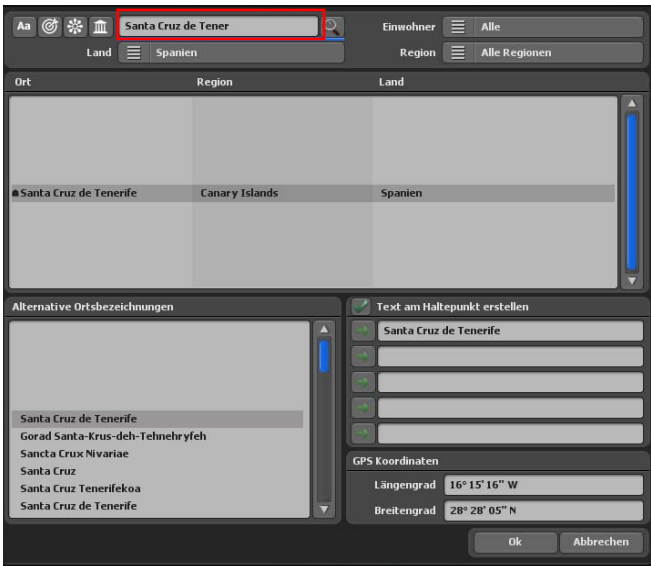 Aa Santa Cruz de Tener Einwohner Alle
Land Spanien Region Alle Regionen
Ort Region Land
Santa Cruz de Tenerife Canary Islands Spanien
Alternative Ortsbezeichnungen
Santa Cruz de Tenerife
Gorad Santa-Krus-deh-Tehnehryfeh
Sancta Crux Nivariae
Santa Cruz
Santa Cruz Tenerifekoa
Santa Cruz de Tenerife
Text am Haltepunkt erstellen
Santa Cruz de Tenerife
GPS Koordinaten
Längengrad 16° 15' 16" W
Breitengrad 28° 28' 05" N
Ok Abbrechen